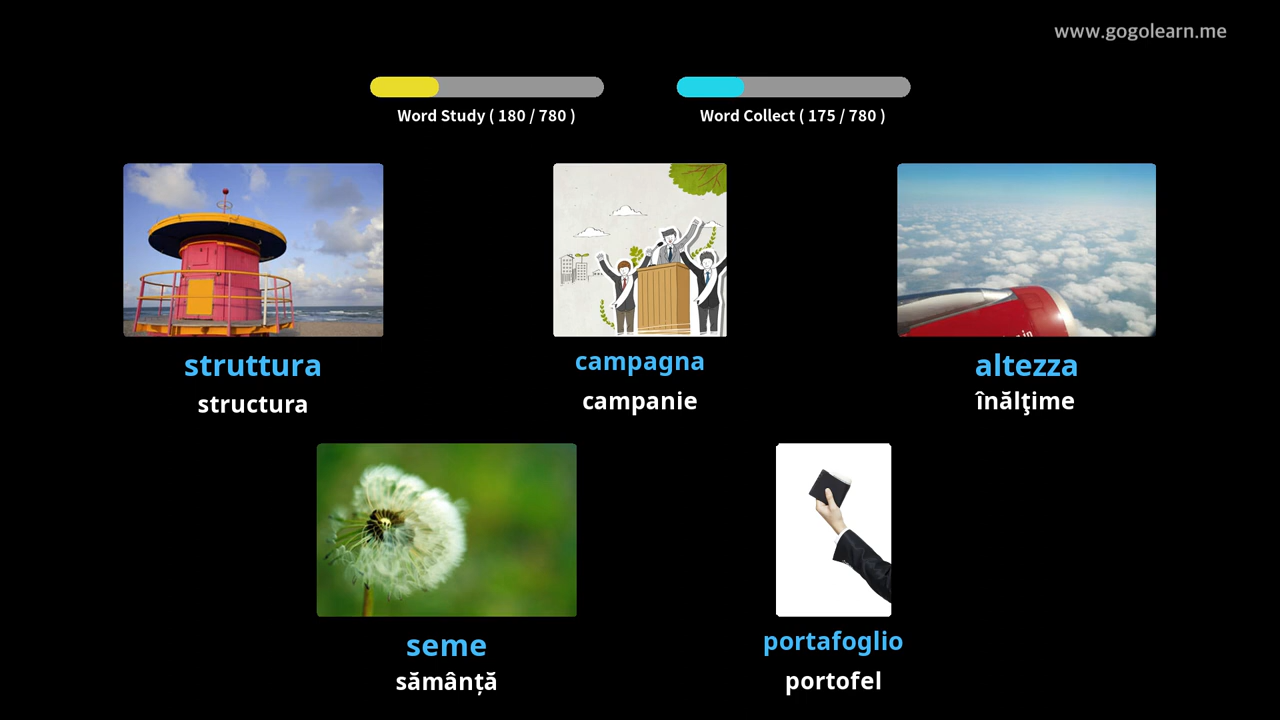 www.gogolearn.me
Word Study ( 180 / 780 )
Word Collect ( 175 / 780 )
struttura
structura
campagna
campanie
altezza
înălţime
seme
sămânță
portafoglio
portofel